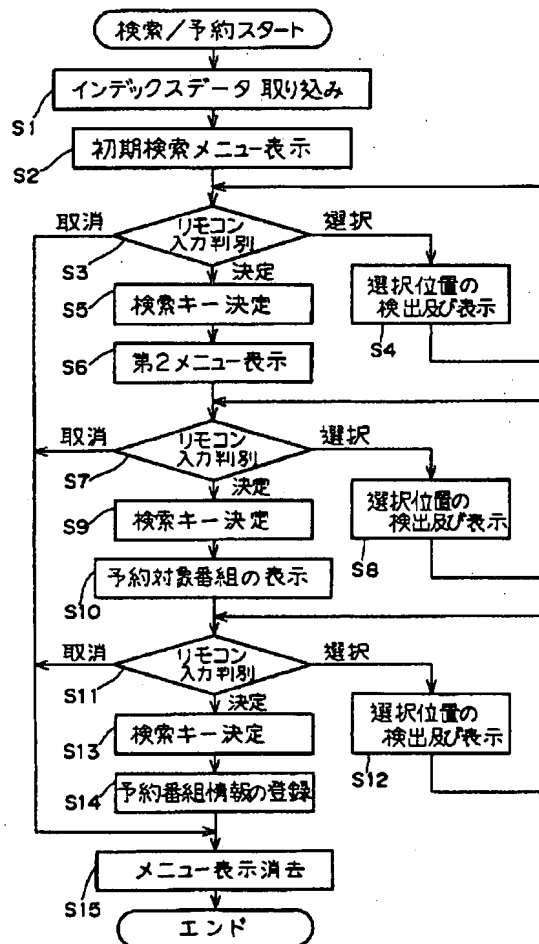 検索/予約スタート
インデックスデータ 取り込み
S1
初期検索メニュー表示
S2
取消
リモコン
入力判別
選択
S3
決定
選択位置の
検出及び表示
S4
S5
検索キー決定
S6
第2メニュー表示
取消
リモコン
入力判別
選択
S7
決定
選択位置の
検出及び表示
S8
S9
検索キー決定
予約対数番組の表示
S10
取消
リモコン
入力判別
選択
S11
決定
選択位置の
検出及び表示
S12
S13
検索キー決定
S14
予約番組情報の登録
メニュー表示消去
S15
エンド